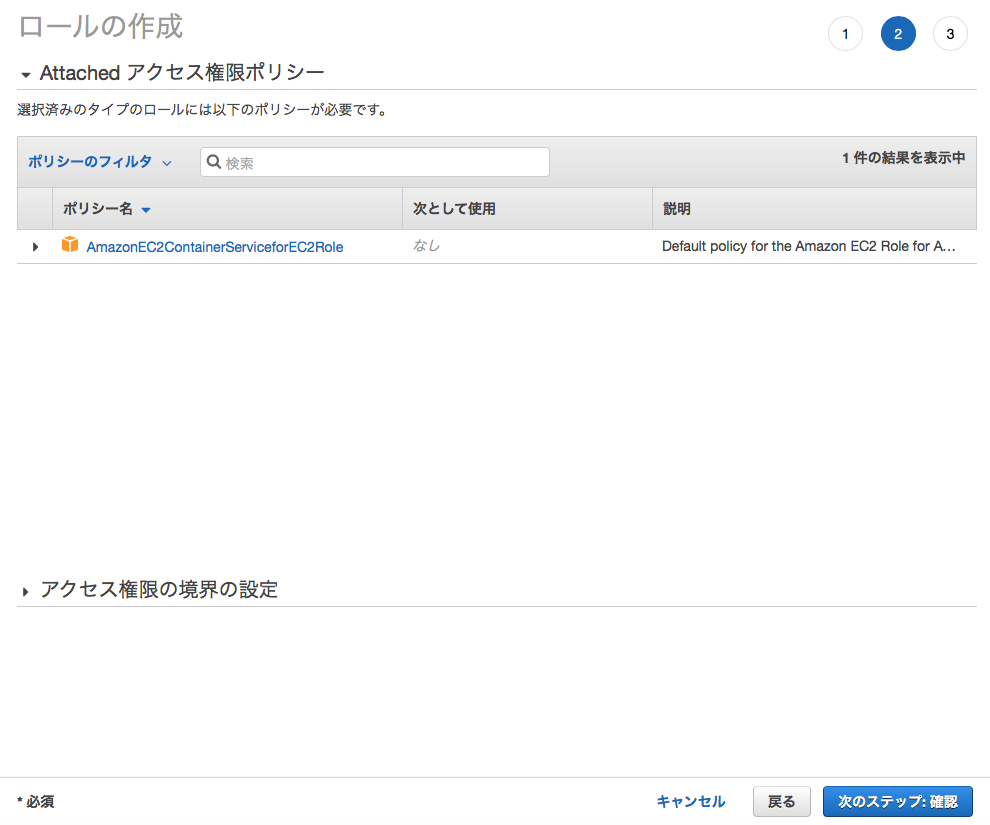 ロールの作成
1 2 3
Attached アクセス権限ポリシー
選択済みのタイプのロールには以下のポリシーが必要です。
ポリシーのフィルタ 検索 1 件の結果を表示中
ポリシー名 次として使用 説明
AmazonEC2ContainerServiceforEC2Role なし Default policy for the Amazon EC2 Role for A...
アクセス権限の境界の設定
* 必須 キャンセル 戻る 次のステップ: 確認